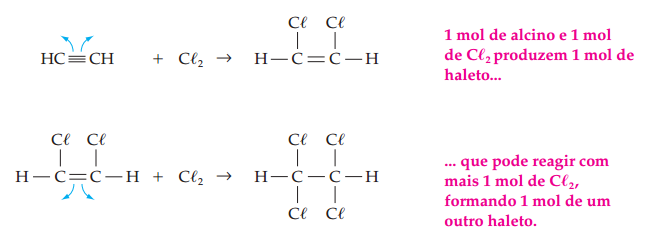 Cℓ Cℓ
HC≡CH + Cℓ₂ → H—C=C—H
1 mol de alcino e 1 mol
de Cℓ₂ produzem 1 mol de
haleto...
Cℓ Cℓ Cℓ Cℓ
H—C=C—H + Cℓ₂ → H—C—C—H
Cℓ Cℓ
... que pode reagir com
mais 1 mol de Cℓ₂,
formando 1 mol de um
outro haleto.